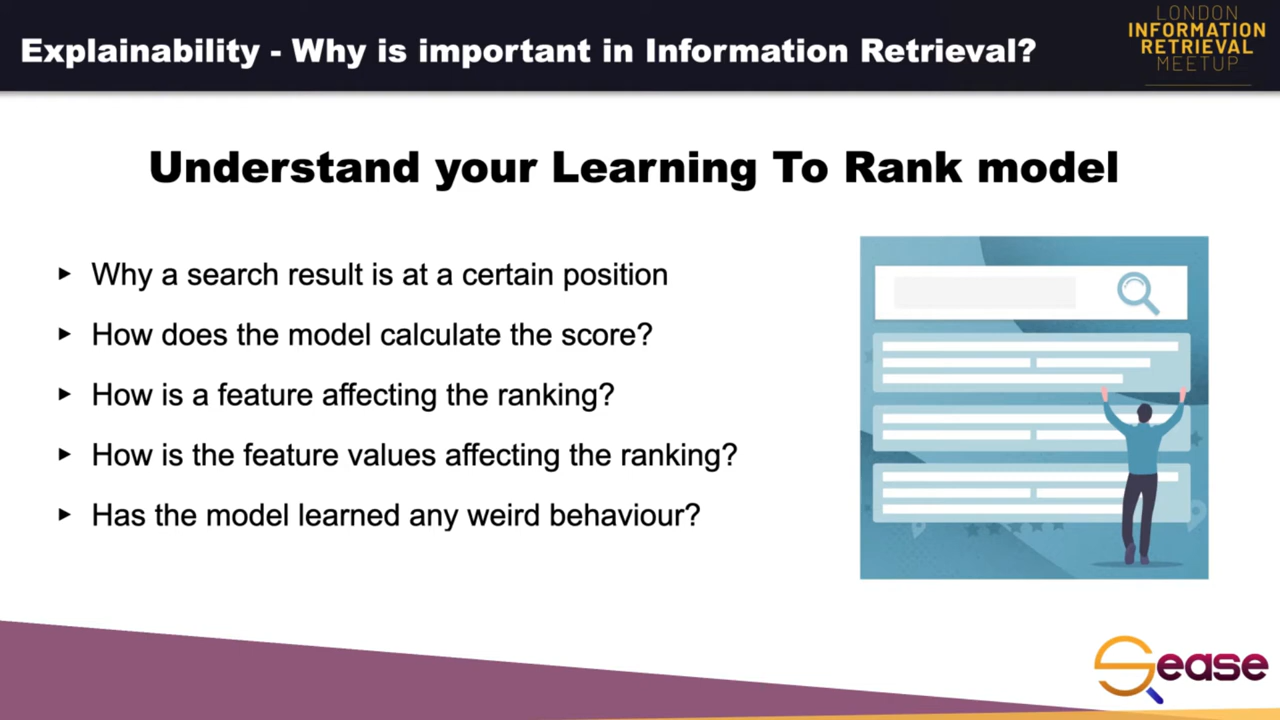 Explainability - Why is important in Information Retrieval?
LONDON
INFORMATION
RETRIEVAL
MEETUP
Understand your Learning To Rank model
Why a search result is at a certain position
How does the model calculate the score?
How is a feature affecting the ranking?
How is the feature values affecting the ranking?
Has the model learned any weird behaviour?
Sease